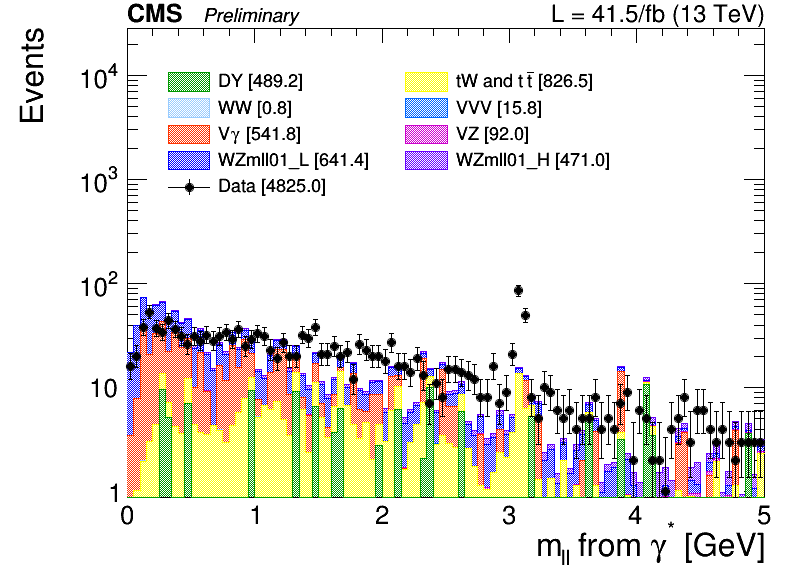 CMS Preliminary L = 41.5/fb (13 TeV)
Events
DY [489.2] tW and tt̄ [826.5]
WW [0.8] VVV [15.8]
Vγ [541.8] VZ [92.0]
WZmll01_L [641.4] WZmll01_H [471.0]
Data [4825.0]
10⁴
10³
10²
10
1
0 1 2 3 4 5
m_ll from γ* [GeV]